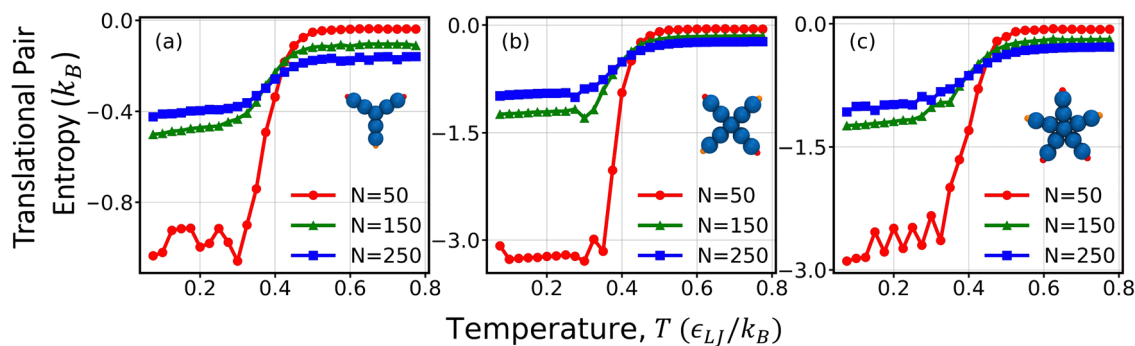 Translational Pair
Entropy (k_B)
(a)
0.0
−0.4
−0.8
N=50
N=150
N=250
0.2
0.4
0.6
0.8
(b)
0.0
−1.5
−3.0
N=50
N=150
N=250
0.2
0.4
0.6
0.8
(c)
0.0
−1.5
−3.0
N=50
N=150
N=250
0.2
0.4
0.6
0.8
Temperature, T (ϵ_LJ/k_B)